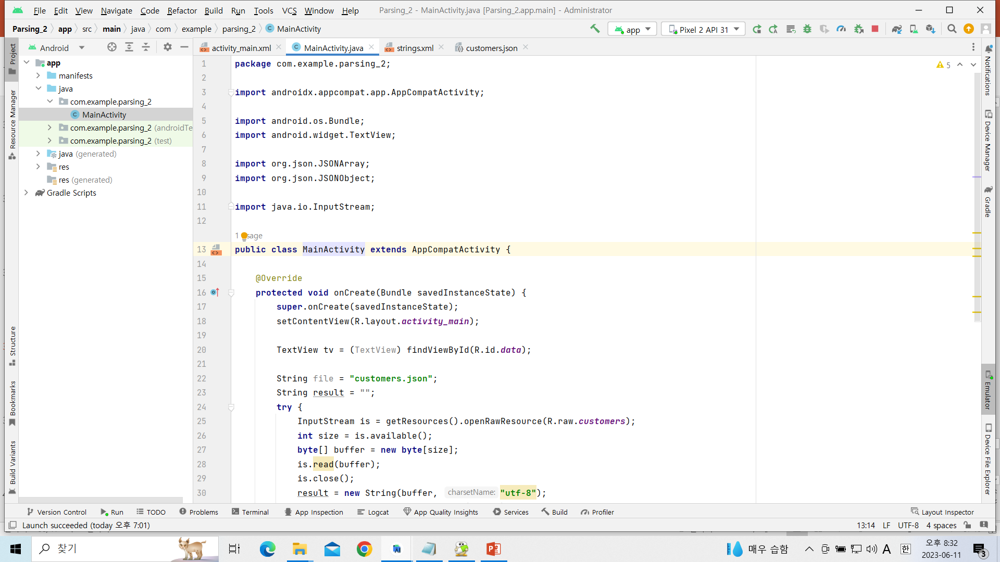 File Edit View Navigate Code Refactor Build Run Tools VCS Window Help Parsing_2 - MainActivity.java [Parsing_2.app.main] - Administrator
Parsing_2 app src main java com example parsing_2 MainActivity app Pixel 2 API 31
Project
Resource Manager
Structure
Bookmarks
Build Variants
Android
app
manifests
java
com.example.parsing_2
MainActivity
com.example.parsing_2 (androidTe
com.example.parsing_2 (test)
java (generated)
res
res (generated)
Gradle Scripts
activity_main.xml MainActivity.java strings.xml customers.json
5
1 package com.example.parsing_2;
2
3 import androidx.appcompat.app.AppCompatActivity;
4
5 import android.os.Bundle;
6 import android.widget.TextView;
7
8 import org.json.JSONArray;
9 import org.json.JSONObject;
10
11 import java.io.InputStream;
12
1 sage
13 public class MainActivity extends AppCompatActivity {
14
15 @Override
16 protected void onCreate(Bundle savedInstanceState) {
17 super.onCreate(savedInstanceState);
18 setContentView(R.layout.activity_main);
19
20 TextView tv = (TextView) findViewById(R.id.data);
21
22 String file = "customers.json";
23 String result = "";
24 try {
25 InputStream is = getResources().openRawResource(R.raw.customers);
26 int size = is.available();
27 byte[] buffer = new byte[size];
28 is.read(buffer);
29 is.close();
30 result = new String(buffer, charsetName: "utf-8");
Notifications
Device Manager
Gradle
Emulator
Device File Explorer
Version Control Run TODO Problems Terminal App Inspection Logcat App Quality Insights Services Build Profiler Layout Inspector
Launch succeeded (today 오후 7:01) 13:14 LF UTF-8 4 spaces
찾기 매우 습함 A 한 오후 8:32
2023-06-11 3